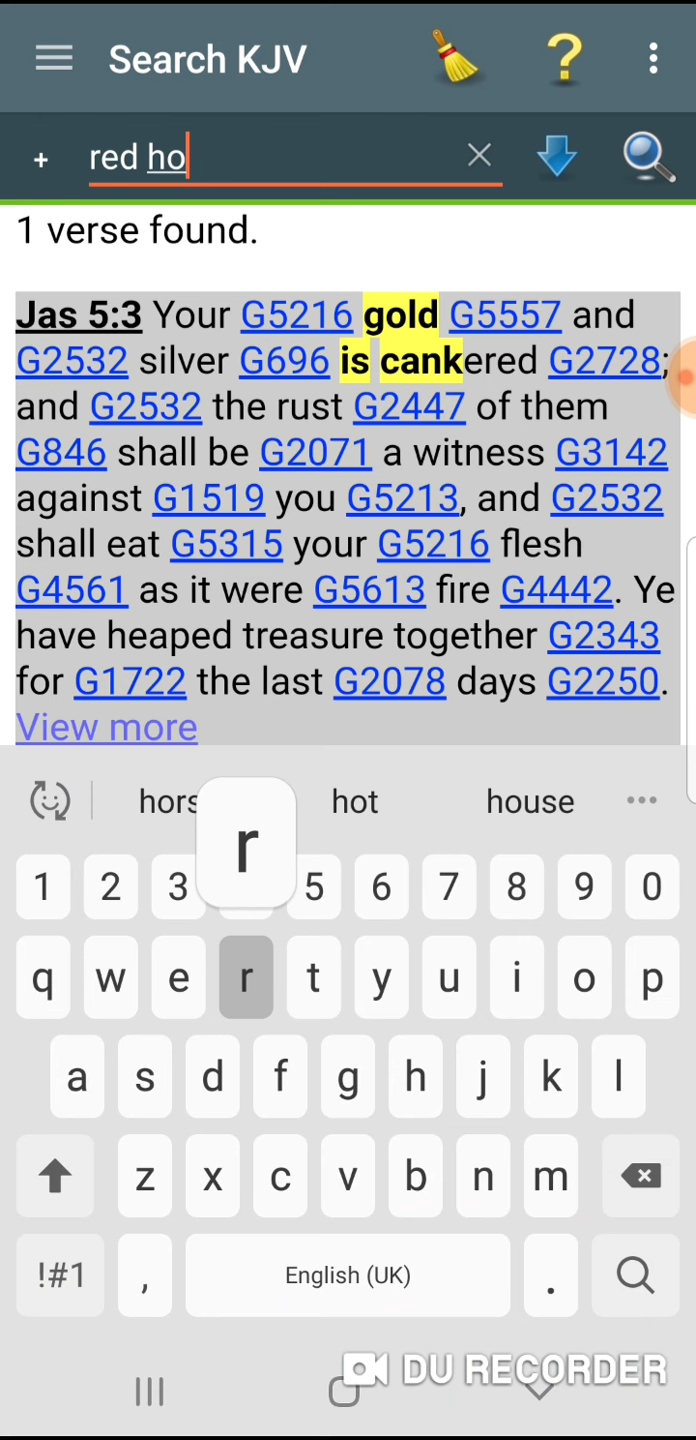 Search KJV
+ red ho
1 verse found.
Jas 5:3 Your G5216 gold G5557 and
G2532 silver G696 is cankered G2728;
and G2532 the rust G2447 of them
G846 shall be G2071 a witness G3142
against G1519 you G5213, and G2532
shall eat G5315 your G5216 flesh
G4561 as it were G5613 fire G4442. Ye
have heaped treasure together G2343
for G1722 the last G2078 days G2250.
View more
hors hot house
r
1 2 3 5 6 7 8 9 0
q w e r t y u i o p
a s d f g h j k l
z x c v b n m
!#1 , English (UK) .
DU RECORDER